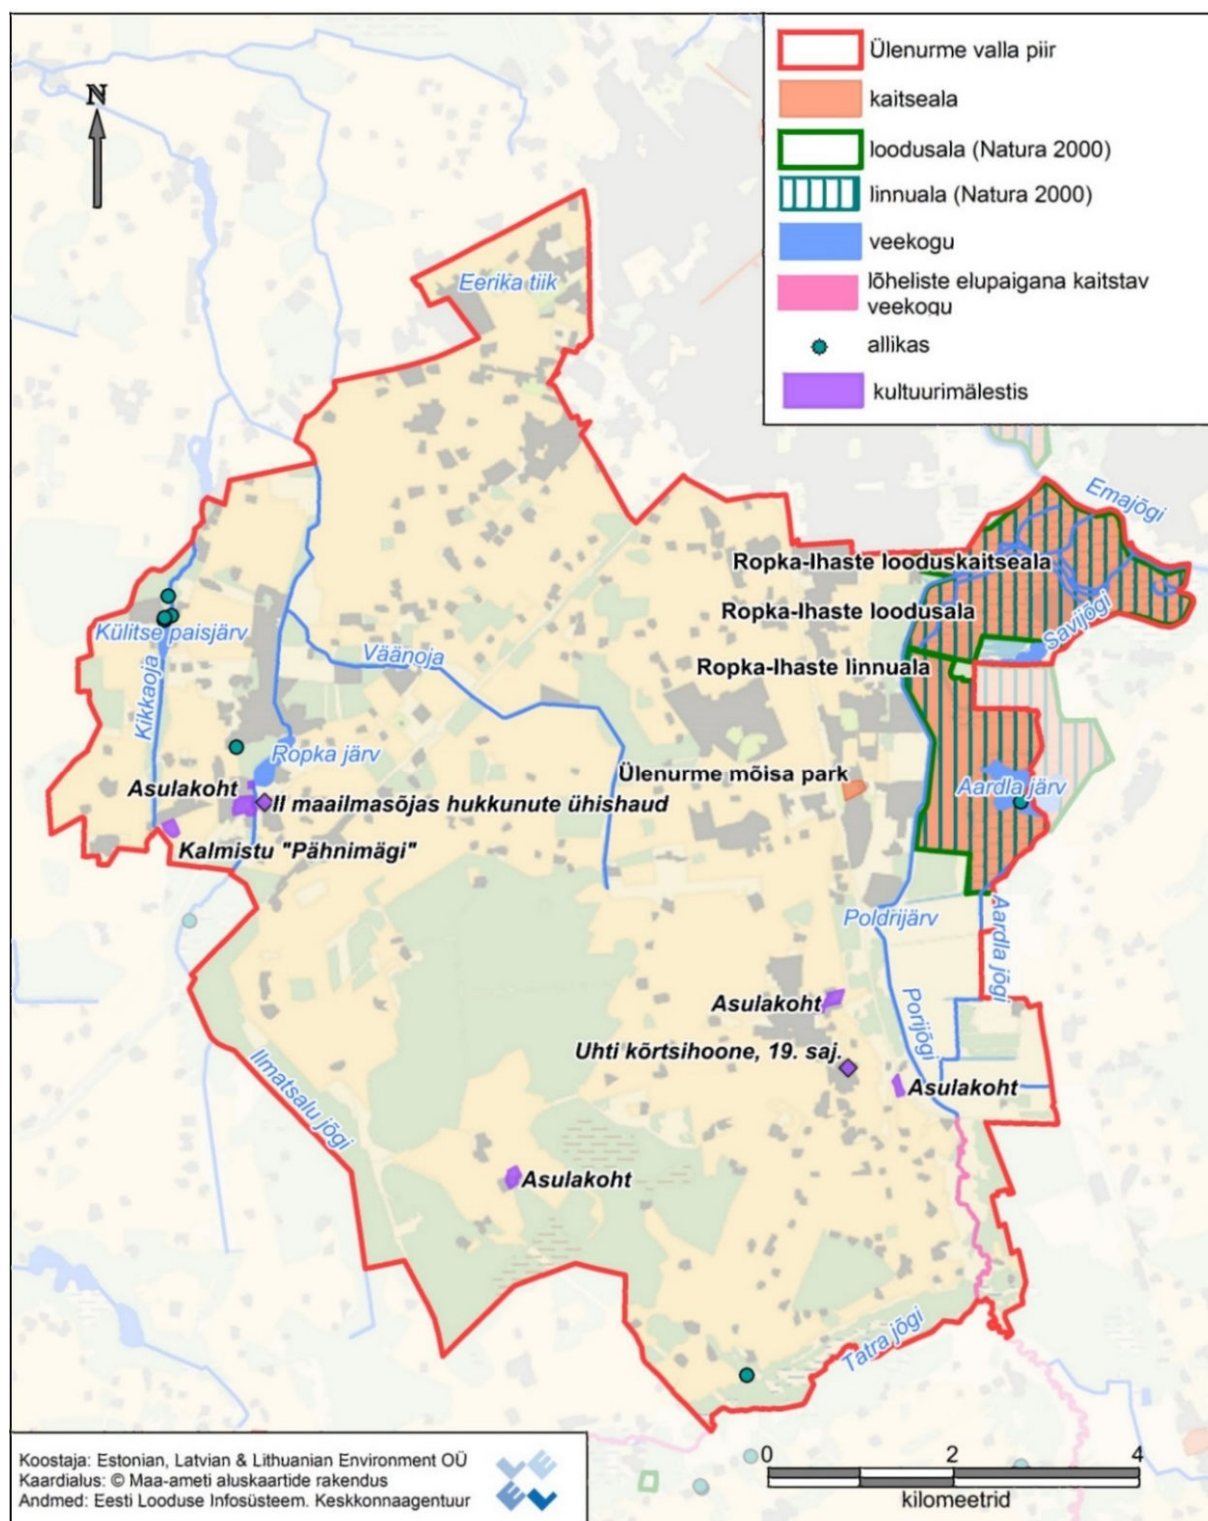 N
Ülenurme valla piir
kaitseala
loodusala (Natura 2000)
linnuala (Natura 2000)
veekogu
lõheliste elupaigana kaitstav
veekogu
allikas
kultuurimälestis
Eerika tiik
Emajõgi
Ropka-Ihaste looduskaitseala
Ropka-Ihaste loodusala
Savijõgi
Külitse paisjärv
Väänoja
Ropka-Ihaste linnuala
Kikkaoja
Ropka järv
Ülenurme mõisa park
Aardla järv
Asulakoht
II maailmasõjas hukkunute ühishaud
Kalmistu "Pähnimägi"
Poldrijärv
Aardla jõgi
Asulakoht
Porijõgi
Uhti kõrtsihoone, 19. saj.
Ilmatsalu jõgi
Asulakoht
Asulakoht
Tatra jõgi
Koostaja: Estonian, Latvian & Lithuanian Environment OÜ
Kaardialus: © Maa-ameti aluskaartide rakendus
Andmed: Eesti Looduse Infosüsteem. Keskkonnaagentuur
0 2 4
kilomeetrid